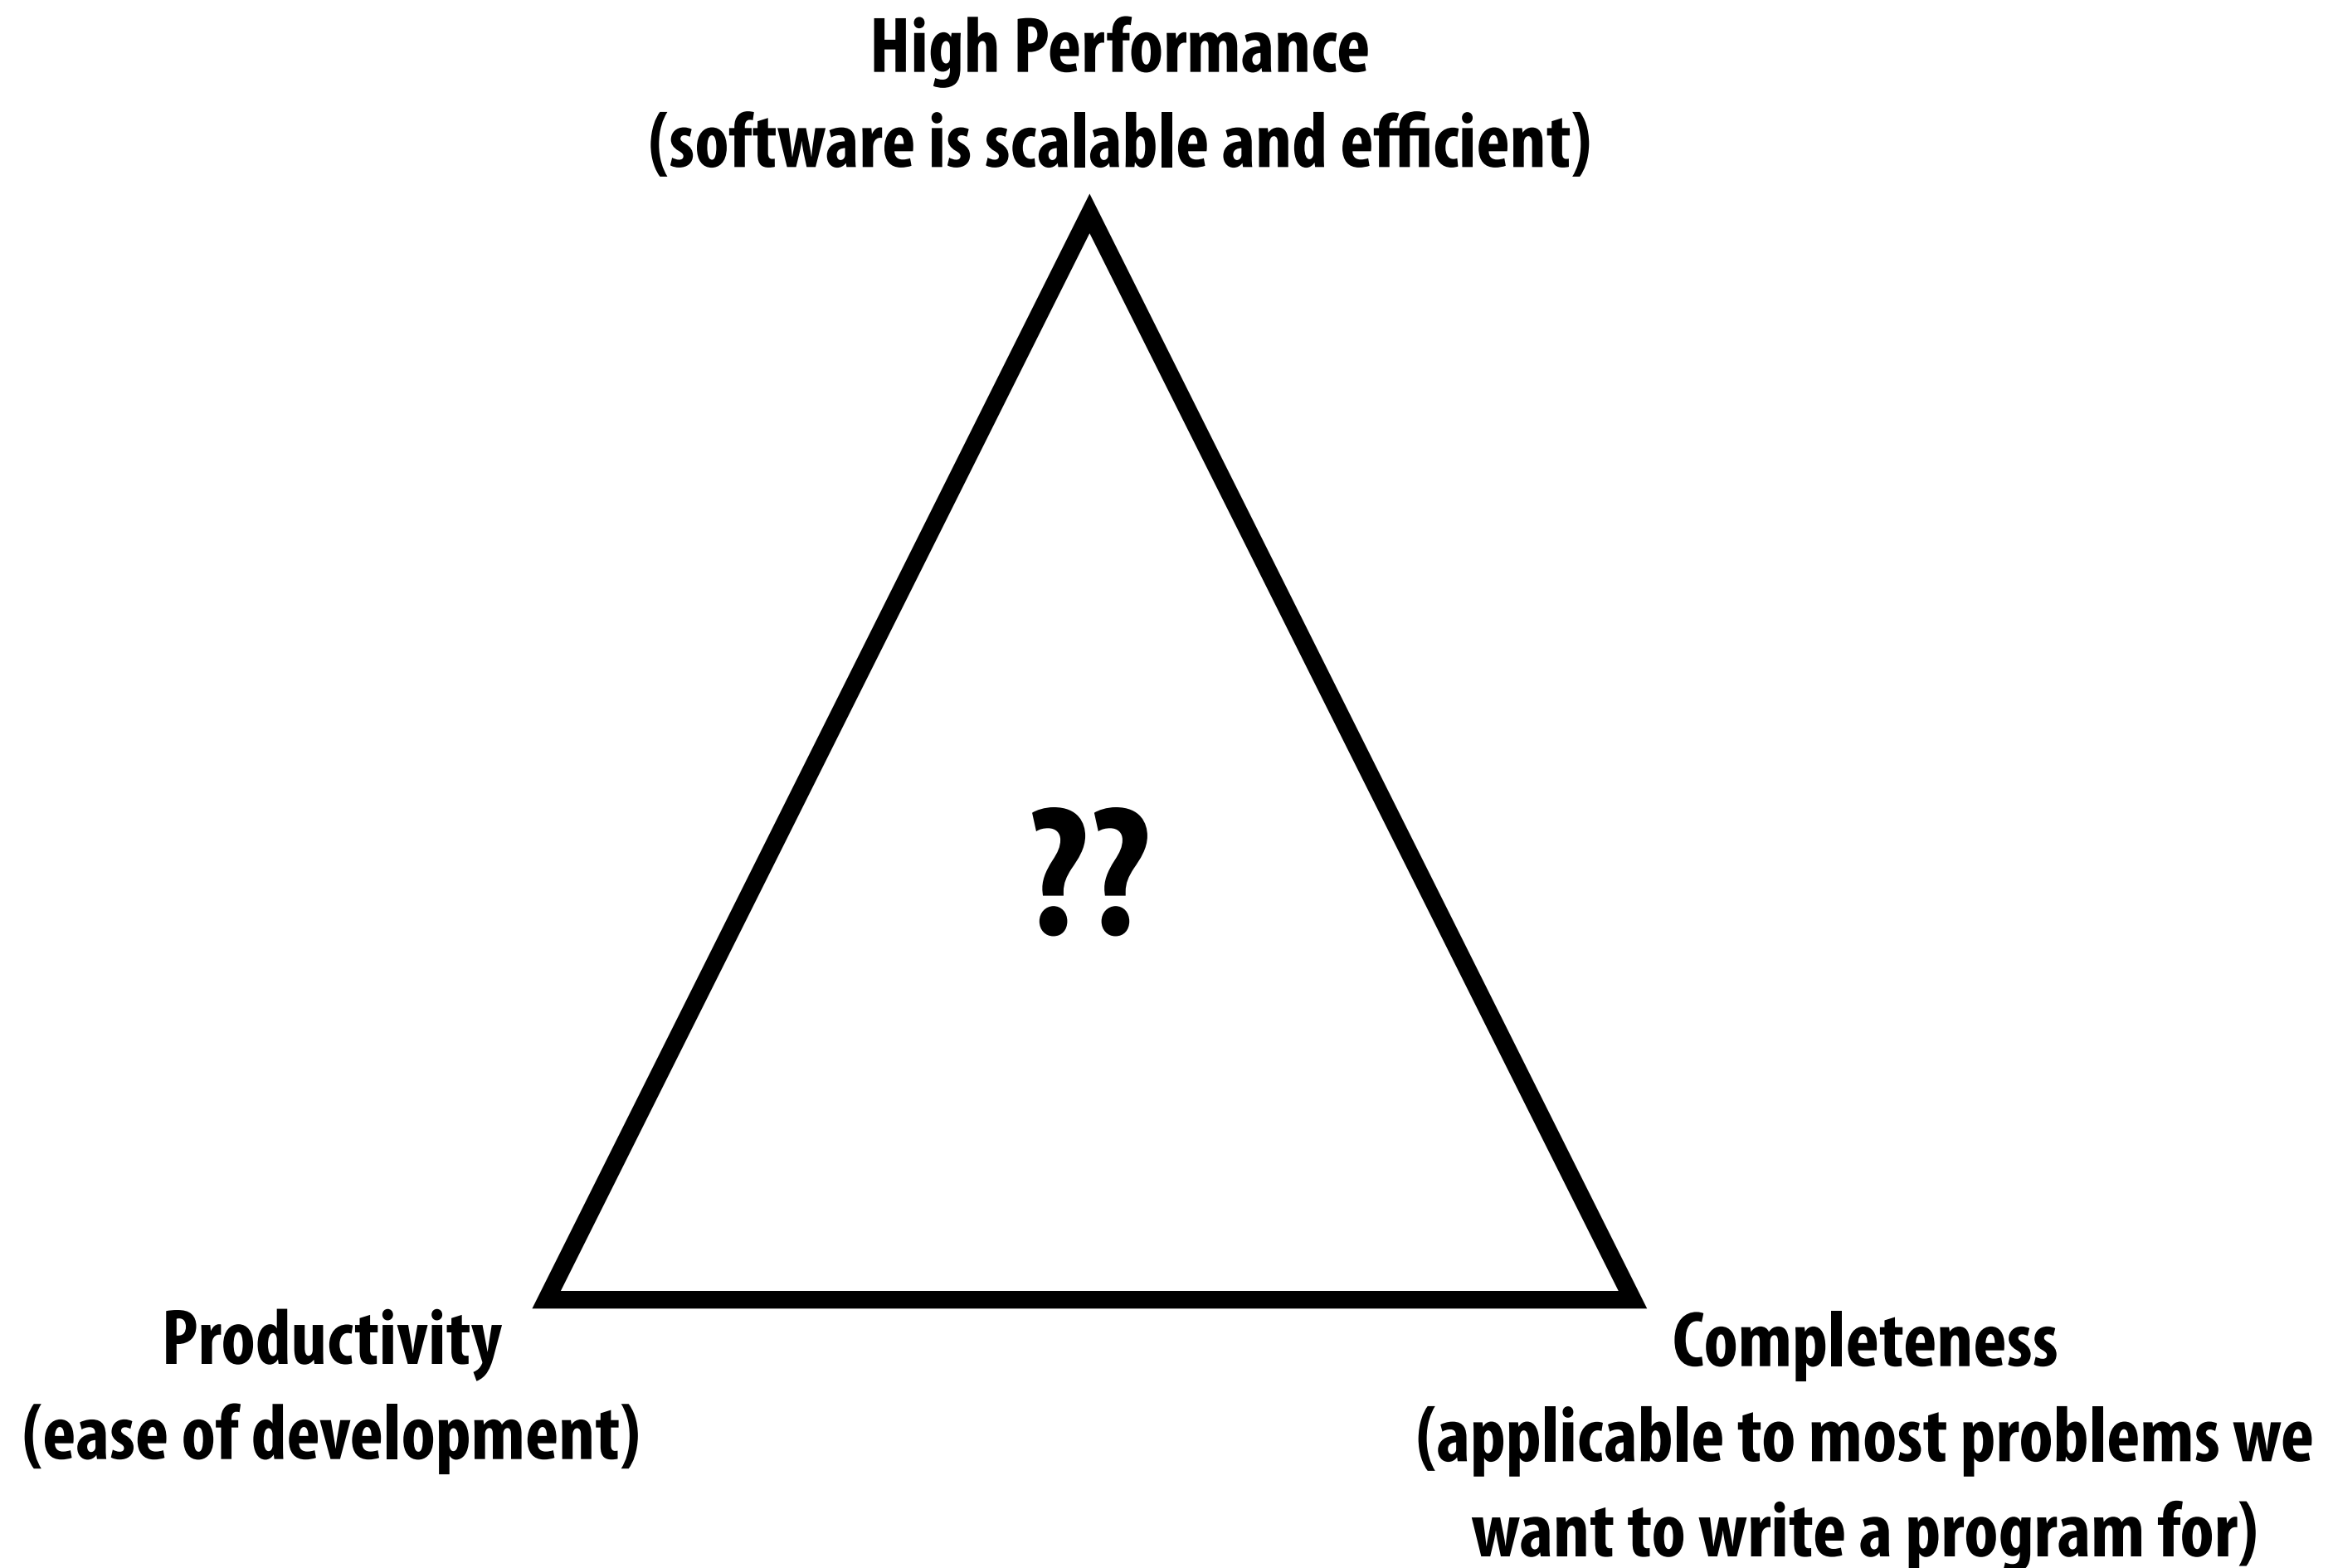 High Performance
(software is scalable and efficient)
??
Productivity
(ease of development)
Completeness
(applicable to most problems we
want to write a program for)